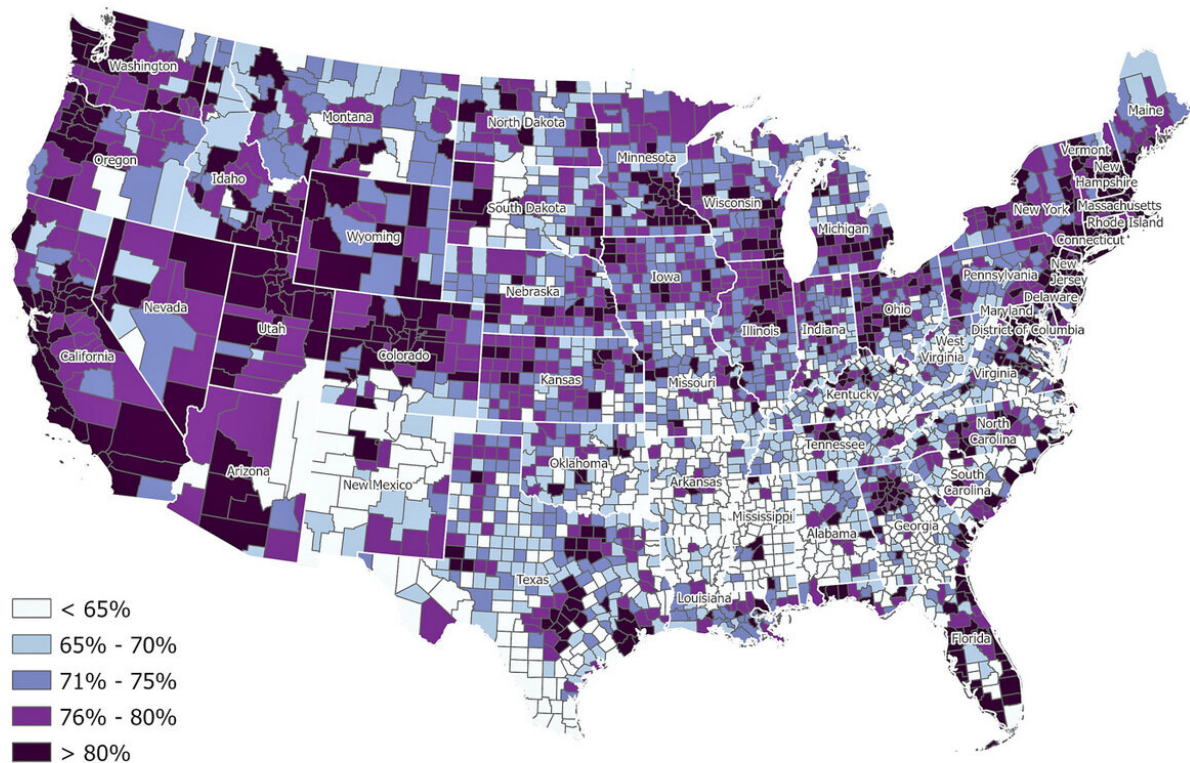 Washington
Montana
North Dakota
Minnesota
Maine
Oregon
Idaho
South Dakota
Wisconsin
Vermont
New
Hampshire
Michigan
New York
Massachusetts
Rhode Island
Connecticut
Wyoming
Iowa
Nebraska
Pennsylvania
New
Jersey
Nevada
Utah
Colorado
Illinois
Indiana
Ohio
Maryland
Delaware
District of Columbia
West
Virginia
Virginia
California
Kansas
Missouri
Kentucky
North
Carolina
Tennessee
Arizona
New Mexico
Oklahoma
Arkansas
South
Carolina
Mississippi
Alabama
Georgia
Texas
Louisiana
Florida
< 65%
65% - 70%
71% - 75%
76% - 80%
> 80%